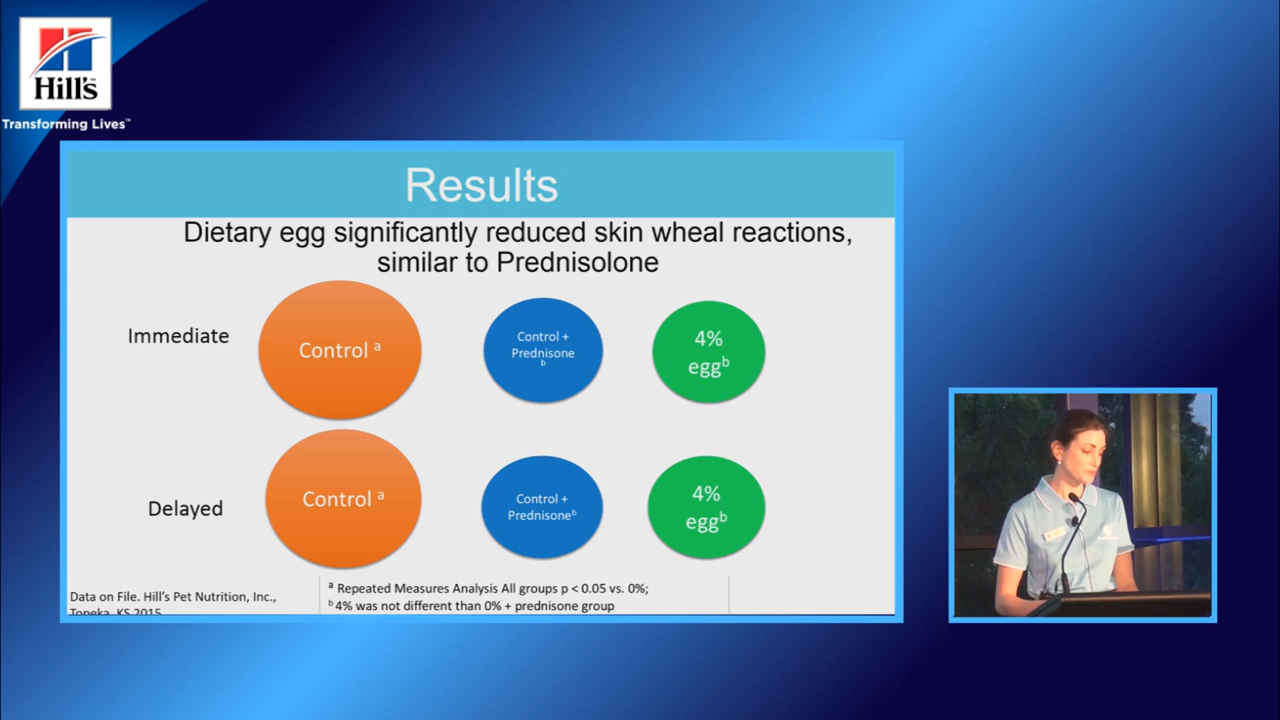 Hill's
Transforming Lives™
Results
Dietary egg significantly reduced skin wheal reactions,
similar to Prednisolone
Immediate
Control ᵃ
Control +
Prednisone
b
4%
eggᵇ
Delayed
Control ᵃ
Control +
Prednisoneᵇ
4%
eggᵇ
Data on File. Hill's Pet Nutrition, Inc.,
Topeka, KS 2015
ᵃ Repeated Measures Analysis All groups p < 0.05 vs. 0%;
ᵇ 4% was not different than 0% + prednisone group